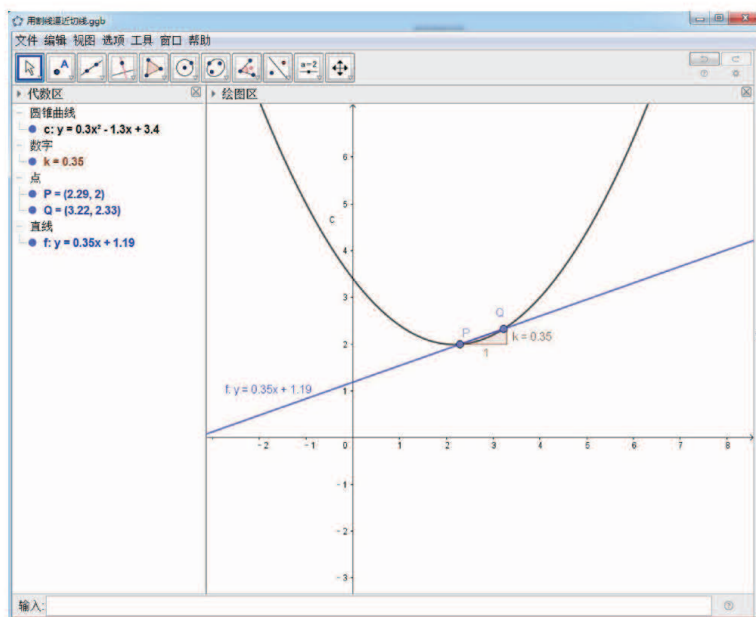 用割线逼近切线.ggb
文件 编辑 视图 选项 工具 窗口 帮助
A
a=2
代数区
绘图区
圆锥曲线
c: y = 0.3x² - 1.3x + 3.4
数字
k = 0.35
点
P = (2.29, 2)
Q = (3.22, 2.33)
直线
f: y = 0.35x + 1.19
6
c
5
4
3
Q
P
k = 0.35
2
1
f: y = 0.35x + 1.19
1
-2 -1 0 1 2 3 4 5 6 7 8
-1
-2
-3
输入: